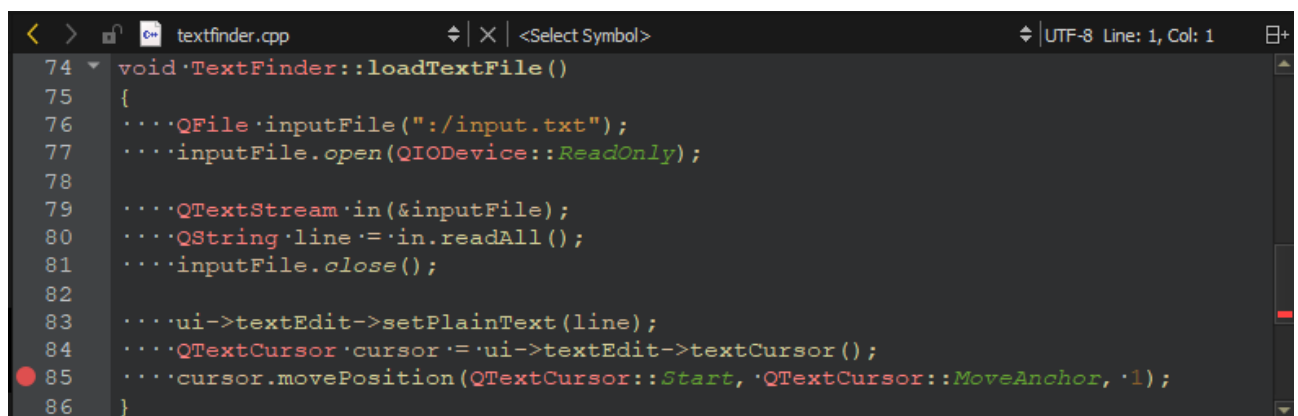 C++ textfinder.cpp <Select Symbol> UTF-8 Line: 1, Col: 1
74 void·TextFinder::loadTextFile()
75 {
76 ····QFile·inputFile(":/input.txt");
77 ····inputFile.open(QIODevice::ReadOnly);
78
79 ····QTextStream·in(&inputFile);
80 ····QString·line·=·in.readAll();
81 ····inputFile.close();
82
83 ····ui->textEdit->setPlainText(line);
84 ····QTextCursor·cursor·=·ui->textEdit->textCursor();
85 ····cursor.movePosition(QTextCursor::Start,·QTextCursor::MoveAnchor,·1);
86 }